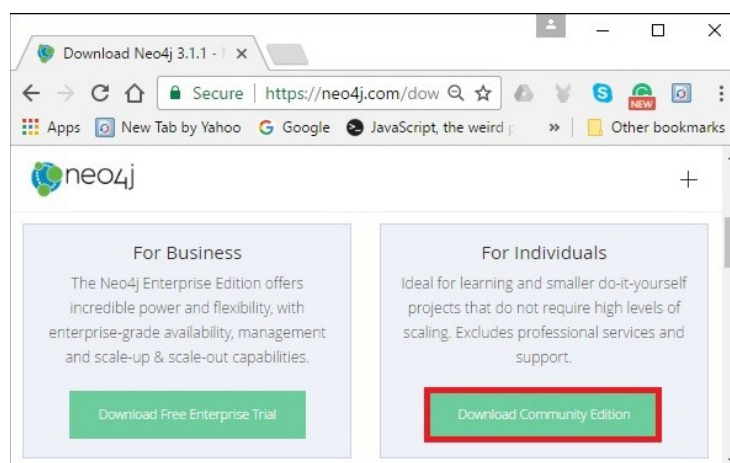 Download Neo4j 3.1.1 -
Secure https://neo4j.com/dow
NEW
Apps New Tab by Yahoo Google JavaScript, the weird Other bookmarks
neo4j
For Business
The Neo4j Enterprise Edition offers
incredible power and flexibility, with
enterprise-grade availability, management
and scale-up & scale-out capabilities.
Download Free Enterprise Trial
For Individuals
Ideal for learning and smaller do-it-yourself
projects that do not require high levels of
scaling. Excludes professional services and
support.
Download Community Edition